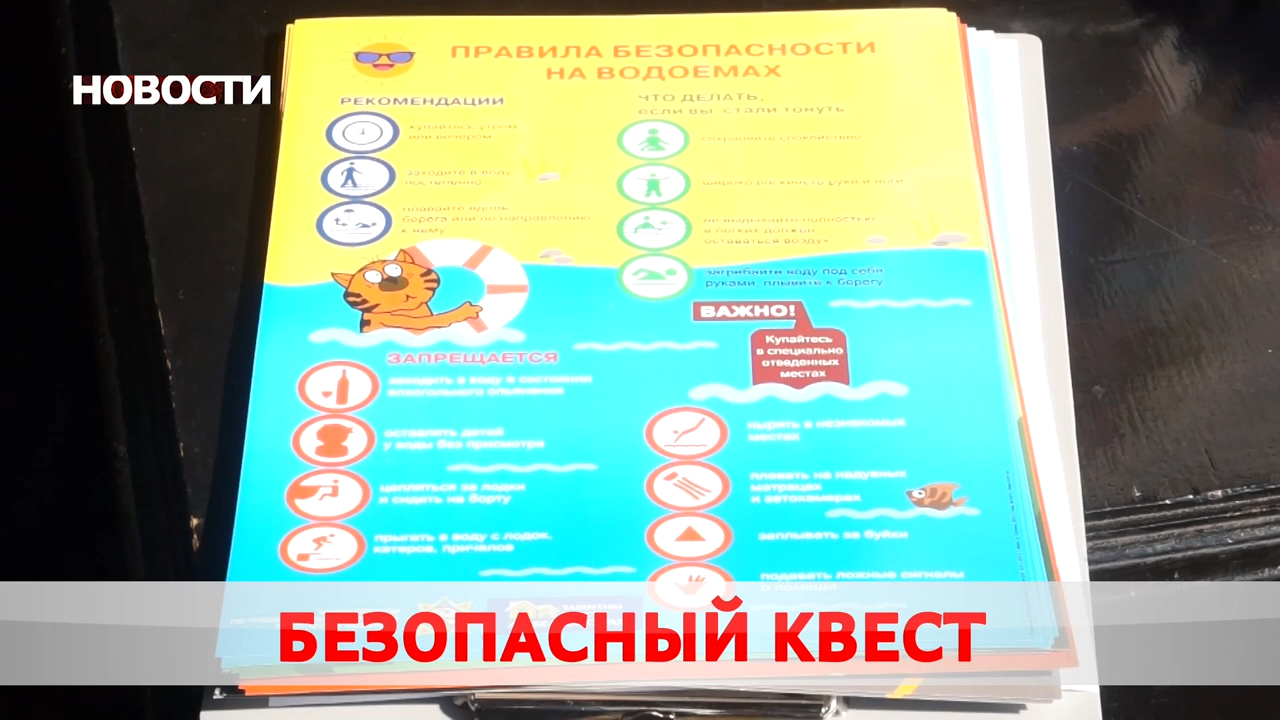 НОВОСТИ
ПРАВИЛА БЕЗОПАСНОСТИ
НА ВОДОЕМАХ
РЕКОМЕНДАЦИИ
купайтесь утром
или вечером
заходите в воду
постепенно
плавайте вдоль
берега или по направлению
к нему
ЧТО ДЕЛАТЬ,
если вы стали тонуть
сохраняйте спокойствие
широко раскиньте руки и ноги
не выдыхайте полностью
в легких должен
оставаться воздух
загребайте воду под себя
руками, плывите к берегу
ВАЖНО!
Купайтесь
в специально
отведенных
местах
ЗАПРЕЩАЕТСЯ
заходить в воду в состоянии
алкогольного опьянения
оставлять детей
у воды без присмотра
цепляться за лодки
и сидеть на борту
прыгать в воду с лодок,
катеров, причалов
нырять в незнакомых
местах
плавать на надувных
матрацах
и автокамерах
заплывать за буйки
подавать ложные сигналы
о помощи
БЕЗОПАСНЫЙ КВЕСТ